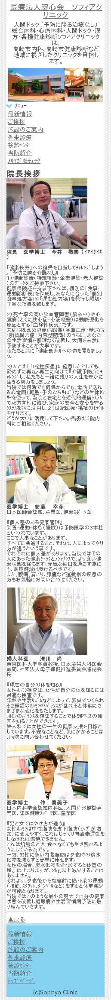 医療法人慶心会　ソフィアク
リニック
人間ドック『予防に勝る治療なし』
総合内科・心療内科・人間ドック・漢
方・各種健康診断ソフィアクリニック
は、
高崎市内科、高崎市健康診断など
地域に根ざしたクリニックを目指し
ます。
ﾒﾆｭｰ
最新情報
ご挨拶
施設のご案内
外来診療
検診ｾﾝﾀｰ
当院紹介
ﾒﾙﾏｶﾞをﾁｪｯｸ
院長挨拶
院長　医学博士　今井　敬喜（ｲﾏｲｹｲｷ
）
「健康長寿」への復帰を目指してﾁｬﾚﾝｼﾞしよう
。『予防に勝る介護なし』
1）健康診断（特定検診・企業健診・老人健診
）のﾃﾞｰﾀをご持参下さい。
健康保険証を持参下されば、個別の「食事・
運動診断表」を作成し、あなたに合った「個別
食事処方箋」や「運動処方箋」を発行し懇切・
丁寧な指導を致します。
2）死亡率の高い脳血管障害（脳卒中）や心
臓病（とくに狭心症・心筋梗塞）は動脈硬化を
原因とする『血栓性疾患』です。
未病期を含め軽症病態期（高血圧症・糖尿病
・脂質異常症・内蔵型肥満）のうちに、あなた
の生活習慣を無理なく改善し、大病を未然に
予防することが大事です。
私たちと共に『健康長寿』への道を開きましょ
う。
3）たとえ「血栓性疾患」に罹患したとしても、
諦めずに再起・再生に向けて『介護予防』にﾁ
ｬﾚﾝｼﾞし、私たちと一緒に残りの人生を豊かに
生きる努力をしましょう。
当院では何時でも何処からでも、電話で送れ
る心電図（軽量・手のひらｻｲｽﾞ）などの生体ｾﾝ
ｻｰを使って、当院と在宅とを近代的通信ｼｽﾃﾑ
で双方向性に結び、家庭の安全と安心を守る
ｼｽﾃﾑをﾌﾙに活用し、21世紀医療・福祉のﾓﾃﾞﾙ
を作ります。
どうか大いに活用して下さい。相談は当院内
科にご相談ください。
医学博士　安藤　幸彦
日本医師会認定、産業医、健康ｽﾎﾟｰﾂ医
『個人差のある健康管理』
栄養・運動・休息（睡眠）は予防医学の3本柱
といわれています。
ここで大事なことがあります。
すべてに共通すること、それは、人によってやり
方が違うという事です。
それぞれに個人差があります。当院ではその
人にあった健康ﾁｪｯｸとﾒﾝﾃﾅﾝｽで、より良い健
康状態を保ちます。元気な毎日を過ごす為に
も、定期健診は受けるべきです。
また、腰痛、肩こり、膝痛など運動器の疾患の
方もお気軽にお問い合わせください。
婦人科医　　清川　尚
東京医科大学客員教授、日本産婦人科医会
顧問、社団法人母子保健推進委員会議副会
長
『現在の自分の体を知る』
女性ﾎﾙﾓﾝ検査は、女性が自分の体を知るには
最適な検査です。
年齢や生活ﾘｽﾞﾑなどによって、卵巣でつくられ
る2種類のﾎﾙﾓﾝのﾊﾞﾗﾝｽが乱れると体調にさ
まざまな変化をきたします。
ﾎﾙﾓﾝのﾊﾞﾗﾝｽを確認することで体調不良の原
因を知ることができます。
婦人科では女性の一生の健康支援を目標と
しています。不安なことなど、気にかかることは
、病院に問い合わせてください。
医学博士　　仲　眞美子
日本内科学会認定内科医、人間ﾄﾞｯｸ健診専
門医、認定健康ｽﾎﾟｰﾂ医、産業医
『男と女ではやせ方が違う』
女性ﾎﾙﾓﾝは中性脂肪を皮下脂肪（ﾋｯﾌﾟが増
加）に変えやすく、これはじっくり有酸素運動を
しなければ燃焼できません。
これは飢餓のとき、食べなくても生き残れるよ
うにしている為です。
一方、男性に多い内蔵脂肪は夕食時の炭水
化物を減らすと簡単に痩せます。
女性の場合、炭水化物を少なくすると体重の
増加は止まりますが、2kg以上減少することは
ありません。
それより、夕食後から就寝前に筋ﾄﾚ系の運動
（腹筋、ｽｸﾜｯﾄ、ﾀﾞﾝﾍﾞﾙなど）をすると体重減少
が可能となります。
当院ではこのような最小の努力で自分の健康
状態を改善し糖尿病や生活習慣病予防に取
り組んでいきます。
▲戻る
最新情報
ご挨拶
施設のご案内
外来診療
検診ｾﾝﾀｰ
当院紹介
ﾄｯﾌﾟﾍﾟｰｼﾞ
(c)Sophya Clinic